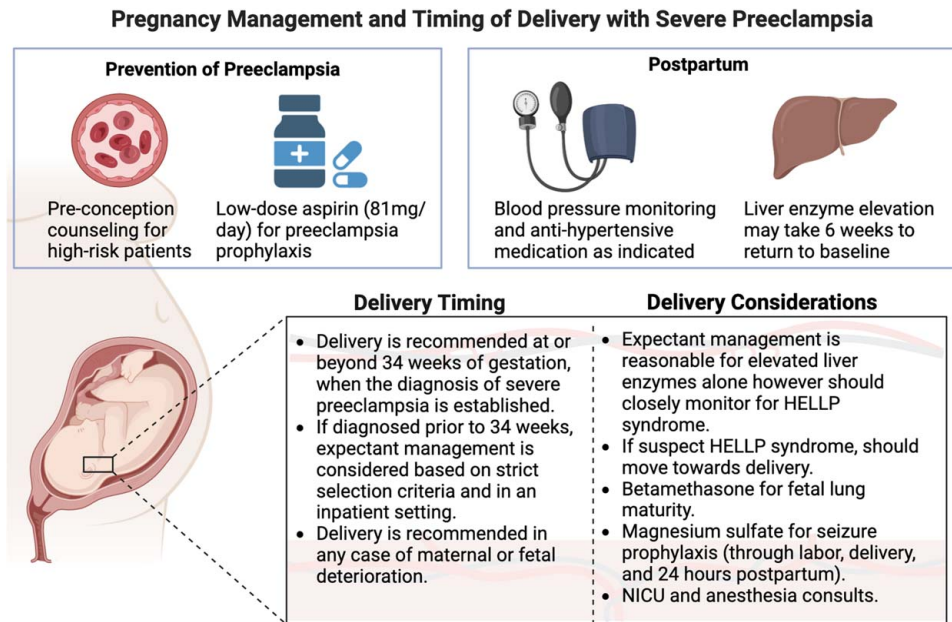 Pregnancy Management and Timing of Delivery with Severe Preeclampsia
Prevention of Preeclampsia
Pre-conception
counseling for
high-risk patients
Low-dose aspirin (81mg/
day) for preeclampsia
prophylaxis
Postpartum
Blood pressure monitoring
and anti-hypertensive
medication as indicated
Liver enzyme elevation
may take 6 weeks to
return to baseline
Delivery Timing
• Delivery is recommended at or
beyond 34 weeks of gestation,
when the diagnosis of severe
preeclampsia is established.
• If diagnosed prior to 34 weeks,
expectant management is
considered based on strict
selection criteria and in an
inpatient setting.
• Delivery is recommended in
any case of maternal or fetal
deterioration.
Delivery Considerations
• Expectant management is
reasonable for elevated liver
enzymes alone however should
closely monitor for HELLP
syndrome.
• If suspect HELLP syndrome, should
move towards delivery.
• Betamethasone for fetal lung
maturity.
• Magnesium sulfate for seizure
prophylaxis (through labor, delivery,
and 24 hours postpartum).
• NICU and anesthesia consults.